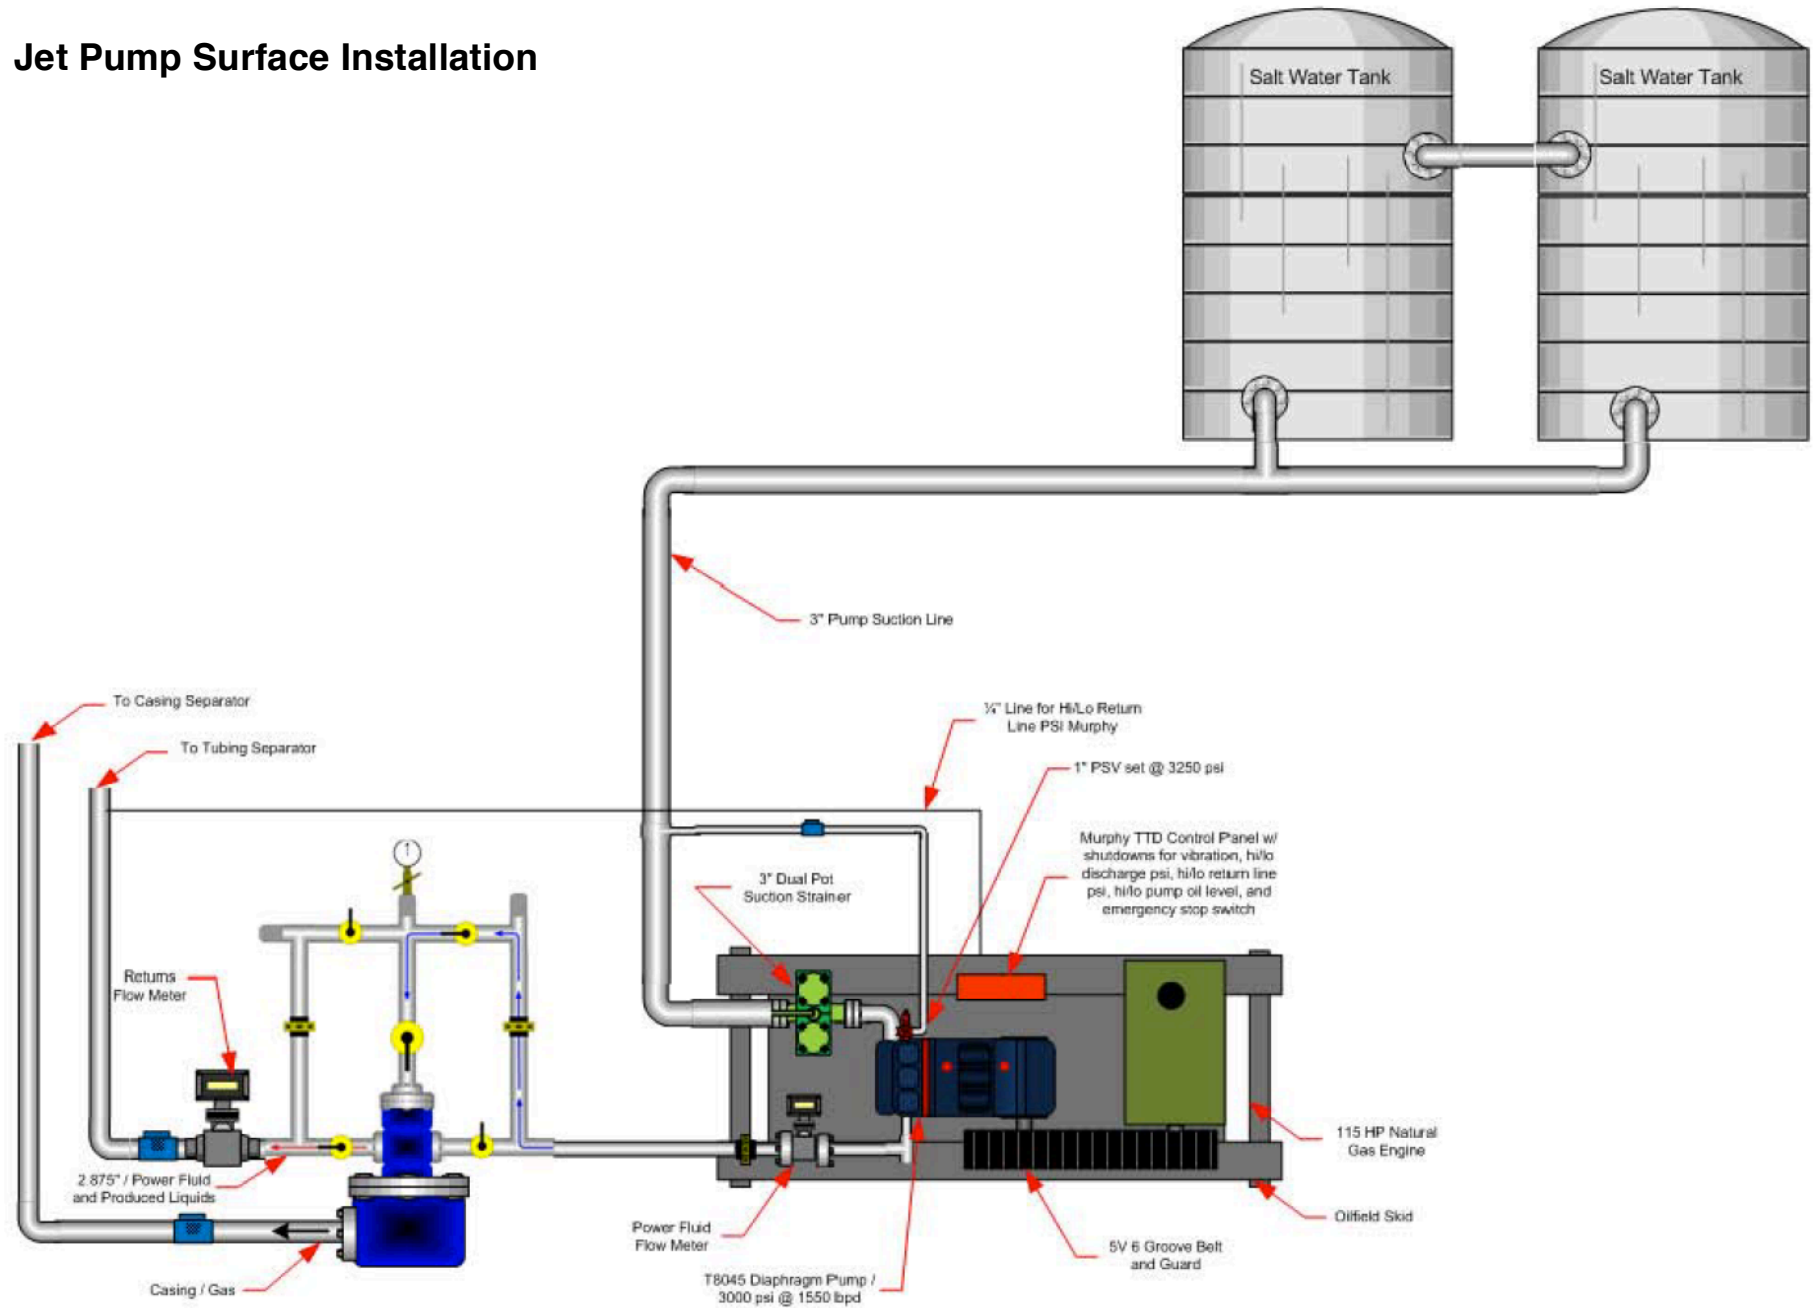 Jet Pump Surface Installation
Salt Water Tank
Salt Water Tank
3" Pump Suction Line
To Casing Separator
To Tubing Separator
¼" Line for Hi/Lo Return
Line PSI Murphy
1" PSV set @ 3250 psi
Murphy TTD Control Panel w/
shutdowns for vibration, hi/lo
discharge psi, hi/lo return line
psi, hi/lo pump oil level, and
emergency stop switch
3" Dual Pot
Suction Strainer
Returns
Flow Meter
2.875" / Power Fluid
and Produced Liquids
Casing / Gas
Power Fluid
Flow Meter
T8045 Diaphragm Pump /
3000 psi @ 1550 bpd
5V 6 Groove Belt
and Guard
115 HP Natural
Gas Engine
Oilfield Skid